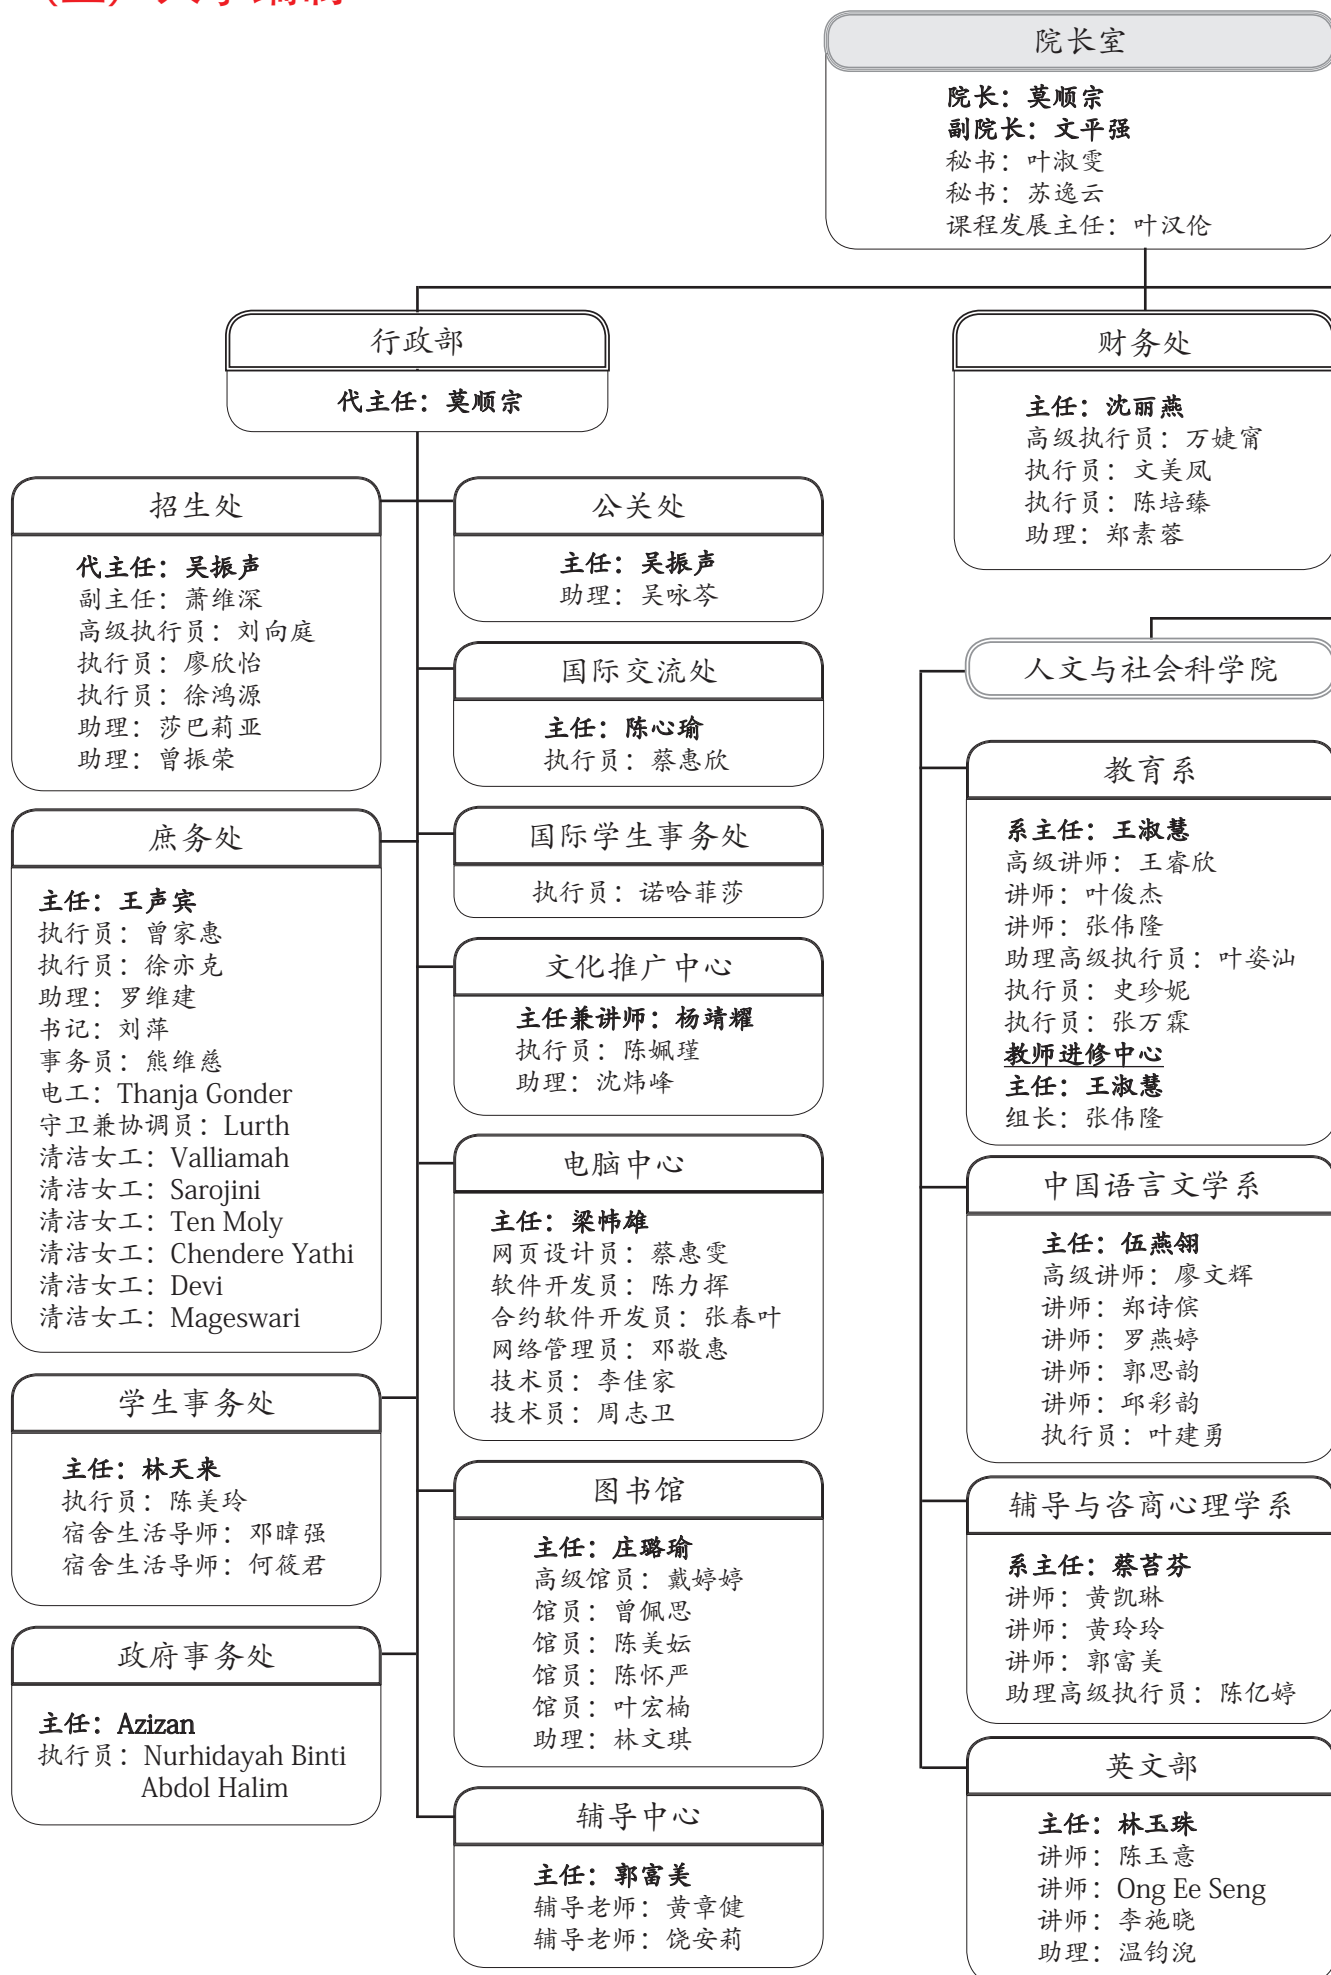 院长室
院长：莫顺宗
副院长：文平强
秘书：叶淑雯
秘书：苏逸云
课程发展主任：叶汉伦
行政部
代主任：莫顺宗
财务处
主任：沈丽燕
高级执行员：万婕甯
执行员：文美凤
执行员：陈培臻
助理：郑素蓉
招生处
代主任：吴振声
副主任：萧维深
高级执行员：刘向庭
执行员：廖欣怡
执行员：徐鸿源
助理：莎巴莉亚
助理：曾振荣
公关处
主任：吴振声
助理：吴咏芩
国际交流处
主任：陈心瑜
执行员：蔡惠欣
庶务处
主任：王声宾
执行员：曾家惠
执行员：徐亦克
助理：罗维建
书记：刘萍
事务员：熊维慈
电工：Thanja Gonder
守卫兼协调员：Lurth
清洁女工：Valliamah
清洁女工：Sarojini
清洁女工：Ten Moly
清洁女工：Chendere Yathi
清洁女工：Devi
清洁女工：Mageswari
国际学生事务处
执行员：诺哈菲莎
文化推广中心
主任兼讲师：杨靖耀
执行员：陈姵瑾
助理：沈炜峰
电脑中心
主任：梁帏雄
网页设计员：蔡惠雯
软件开发员：陈力挥
合约软件开发员：张春叶
网络管理员：邓敬惠
技术员：李佳家
技术员：周志卫
学生事务处
主任：林天来
执行员：陈美玲
宿舍生活导师：邓暐强
宿舍生活导师：何筱君
图书馆
主任：庄璐瑜
高级馆员：戴婷婷
馆员：曾佩思
馆员：陈美妘
馆员：陈怀严
馆员：叶宏楠
助理：林文琪
政府事务处
主任：Azizan
执行员：Nurhidayah Binti
Abdol Halim
辅导中心
主任：郭富美
辅导老师：黄章健
辅导老师：饶安莉
人文与社会科学院
教育系
系主任：王淑慧
高级讲师：王睿欣
讲师：叶俊杰
讲师：张伟隆
助理高级执行员：叶姿汕
执行员：史珍妮
执行员：张万霖
教师进修中心
主任：王淑慧
组长：张伟隆
中国语言文学系
主任：伍燕翎
高级讲师：廖文辉
讲师：郑诗傧
讲师：罗燕婷
讲师：郭思韵
讲师：邱彩韵
执行员：叶建勇
辅导与咨商心理学系
系主任：蔡苔芬
讲师：黄凯琳
讲师：黄玲玲
讲师：郭富美
助理高级执行员：陈亿婷
英文部
主任：林玉珠
讲师：陈玉意
讲师：Ong Ee Seng
讲师：李施晓
助理：温钧涀